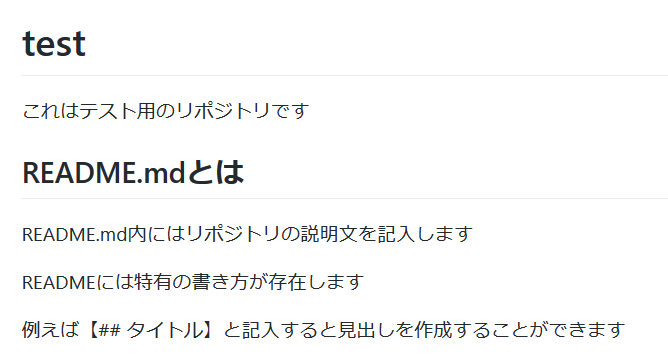 test
これはテスト用のリポジトリです
README.mdとは
README.md内にはリポジトリの説明文を記入します
READMEには特有の書き方が存在します
例えば【## タイトル】と記入すると見出しを作成することができます